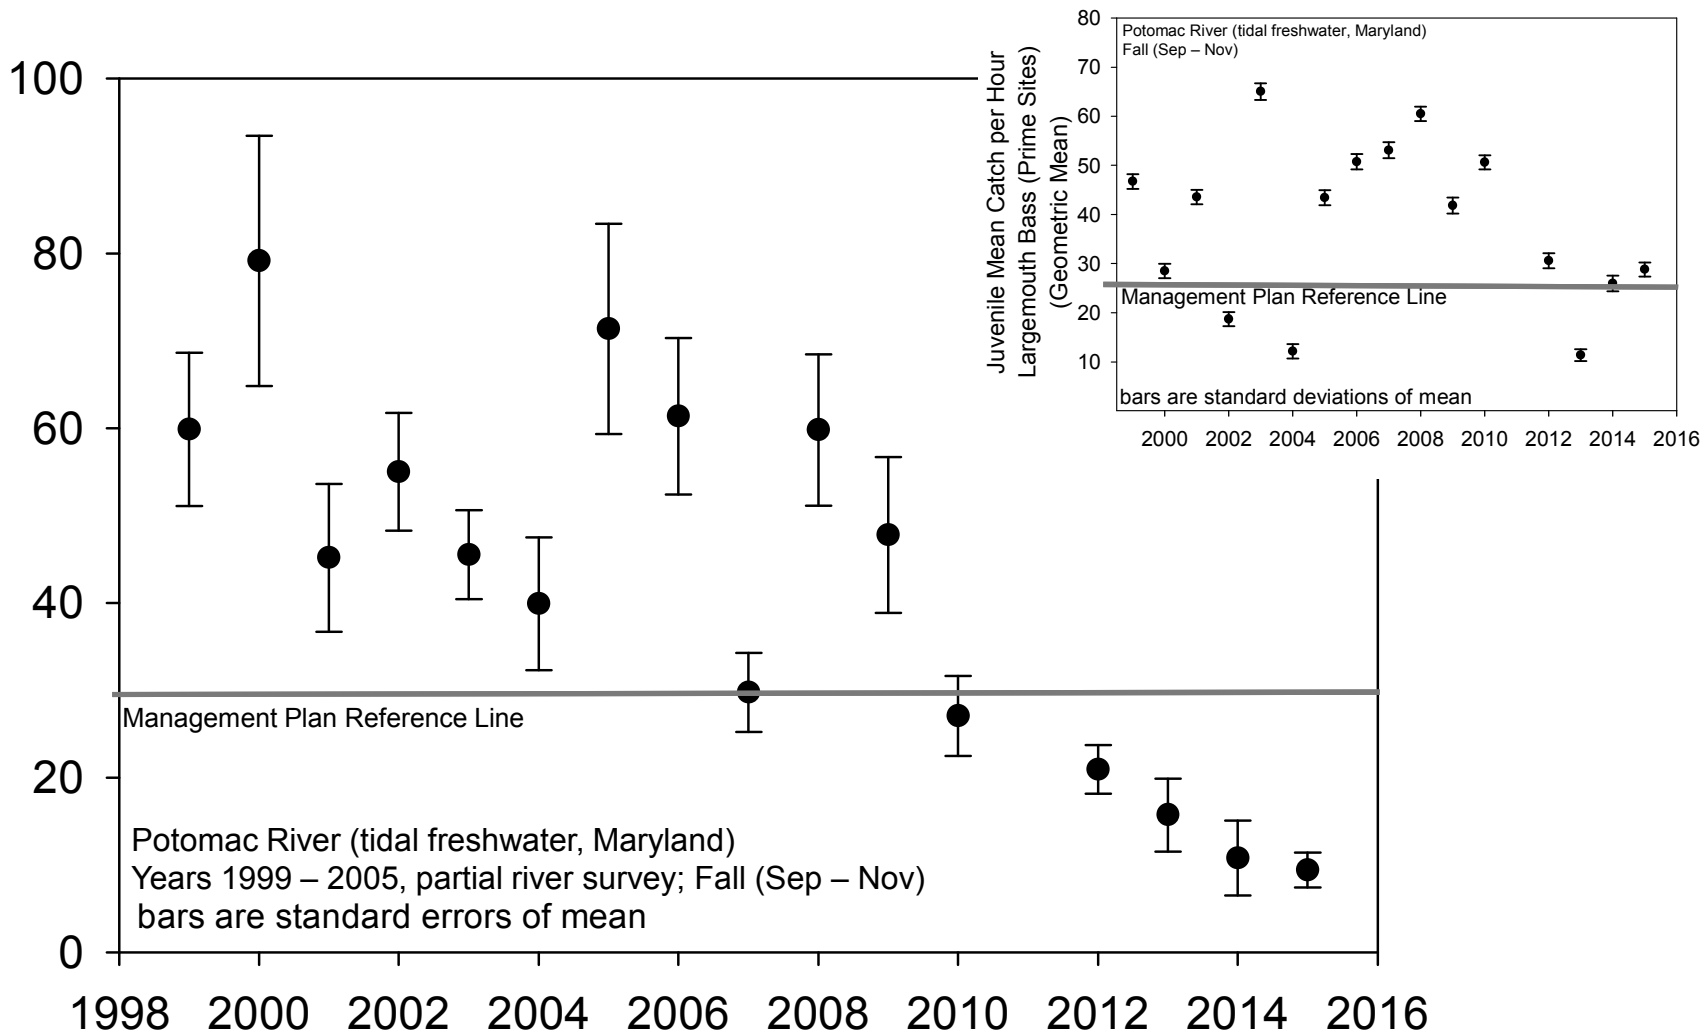 100
80
60
40
20
0
Management Plan Reference Line
Potomac River (tidal freshwater, Maryland)
Years 1999 – 2005, partial river survey; Fall (Sep – Nov)
bars are standard errors of mean
1998 2000 2002 2004 2006 2008 2010 2012 2014 2016
Juvenile Mean Catch per Hour
Largemouth Bass (Prime Sites)
(Geometric Mean)
80
70
60
50
40
30
20
10
Potomac River (tidal freshwater, Maryland)
Fall (Sep – Nov)
Management Plan Reference Line
bars are standard deviations of mean
2000 2002 2004 2006 2008 2010 2012 2014 2016